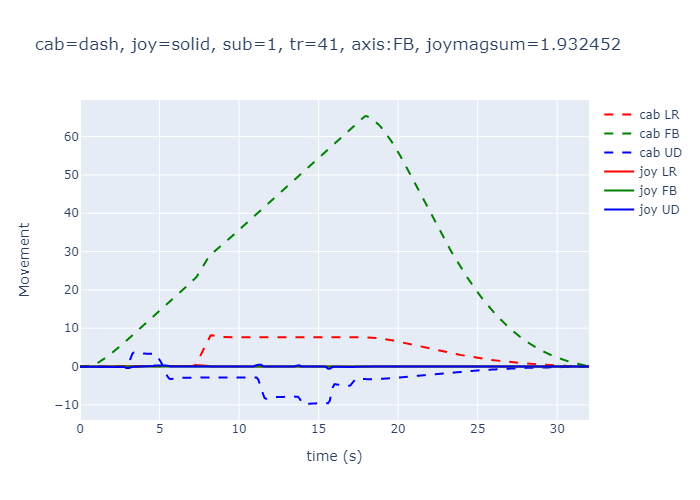 cab=dash, joy=solid, sub=1, tr=41, axis:FB, joymagsum=1.932452
cab LR
cab FB
cab UD
joy LR
joy FB
joy UD
Movement
60
50
40
30
20
10
0
−10
0
5
10
15
20
25
30
time (s)